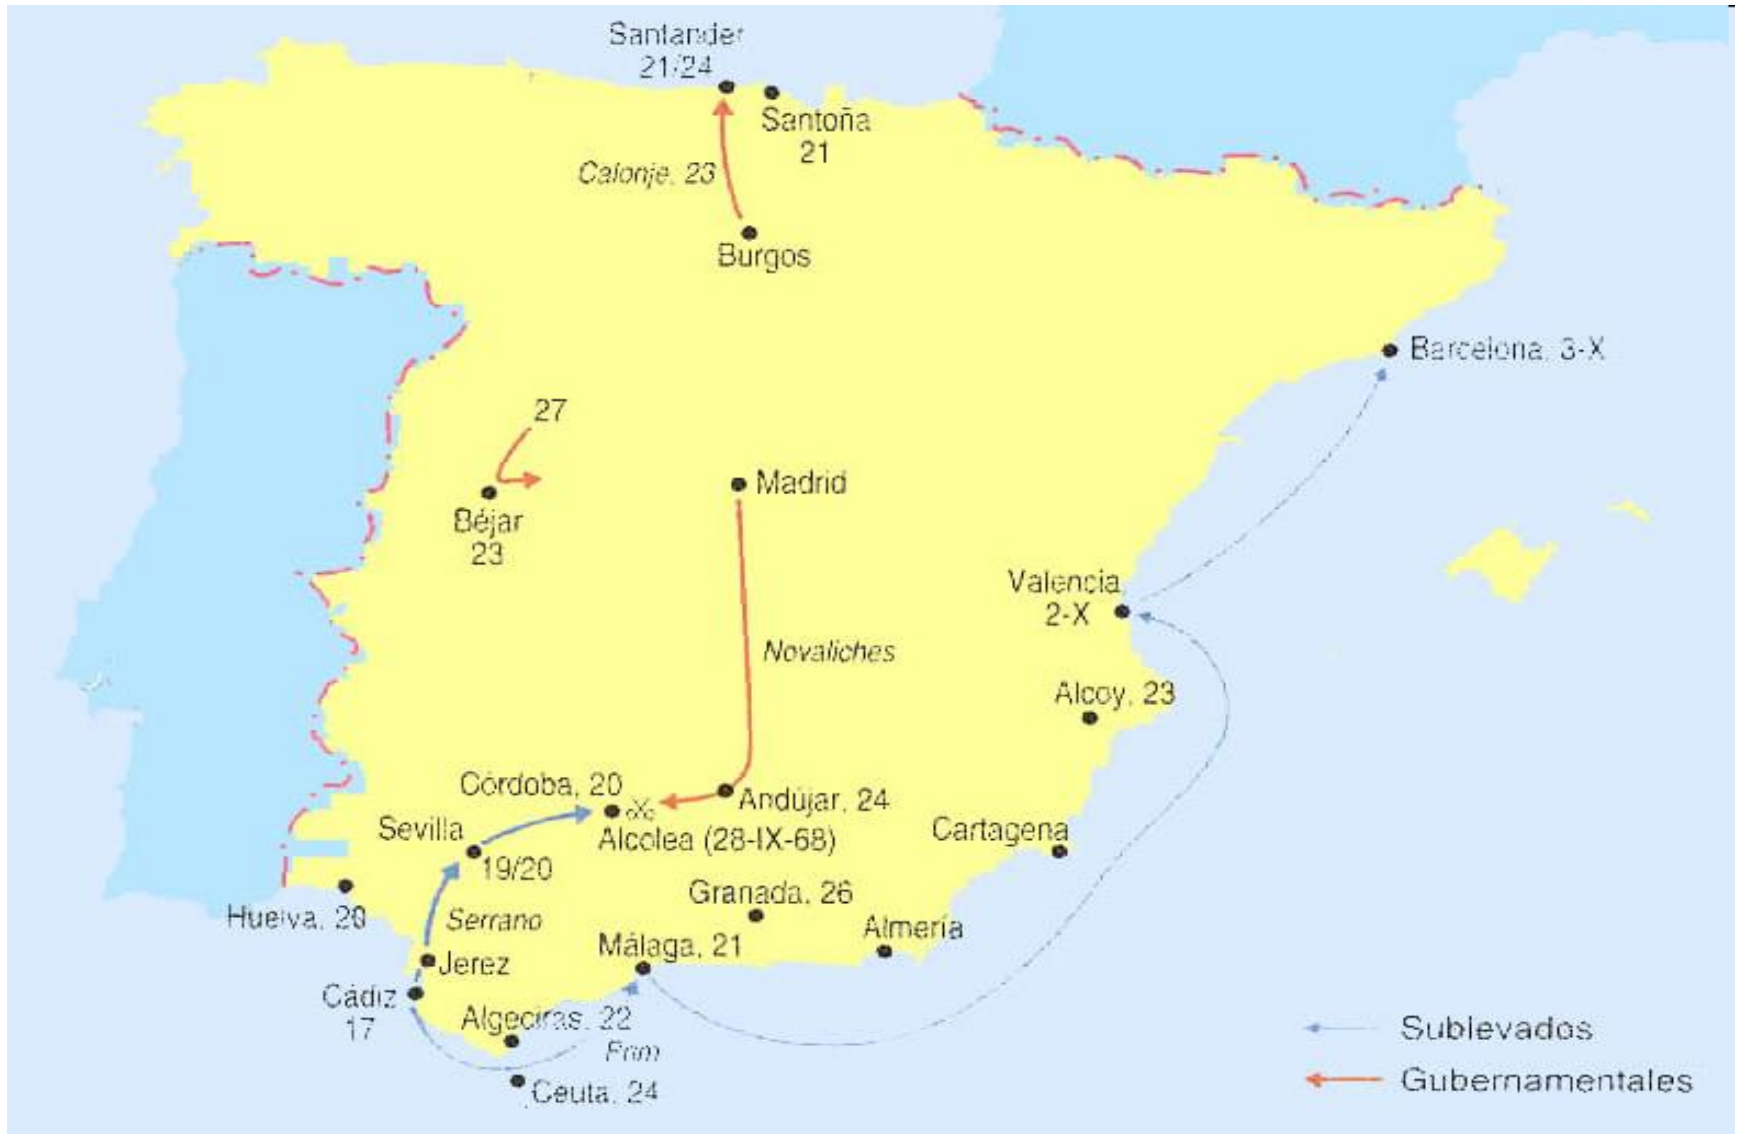 Santander
21/24
Santoña
21
Calonje, 23
Burgos
Barcelona, 3-X
27
Madrid
Béjar
23
Valencia
2-X
Novaliches
Alcoy, 23
Córdoba, 20
Andújar, 24
Sevilla
Alcolea (28-IX-68)
Cartagena
19/20
Granada, 26
Huelva, 20
Serrano
Almería
Málaga, 21
Jerez
Cádiz
17
Algeciras, 22
Prim
Ceuta, 24
Sublevados
Gubernamentales